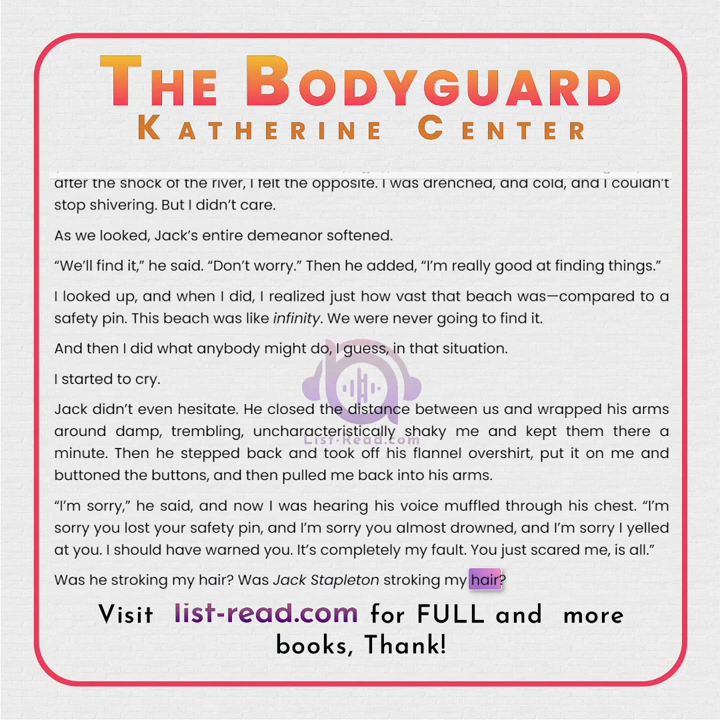 THE BODYGUARD
KATHERINE CENTER
after the shock of the river, I felt the opposite. I was drenched, and cold, and I couldn’t
stop shivering. But I didn’t care.
As we looked, Jack’s entire demeanor softened.
“We’ll find it,” he said. “Don’t worry.” Then he added, “I’m really good at finding things.”
I looked up, and when I did, I realized just how vast that beach was—compared to a
safety pin. This beach was like infinity. We were never going to find it.
And then I did what anybody might do, I guess, in that situation.
I started to cry.
Jack didn’t even hesitate. He closed the distance between us and wrapped his arms
around damp, trembling, uncharacteristically shaky me and kept them there a
List-Read.com
minute. Then he stepped back and took off his flannel overshirt, put it on me and
buttoned the buttons, and then pulled me back into his arms.
“I’m sorry,” he said, and now I was hearing his voice muffled through his chest. “I’m
sorry you lost your safety pin, and I’m sorry you almost drowned, and I’m sorry I yelled
at you. I should have warned you. It’s completely my fault. You just scared me, is all.”
Was he stroking my hair? Was Jack Stapleton stroking my hair?
Visit list-read.com for FULL and more
books, Thank!